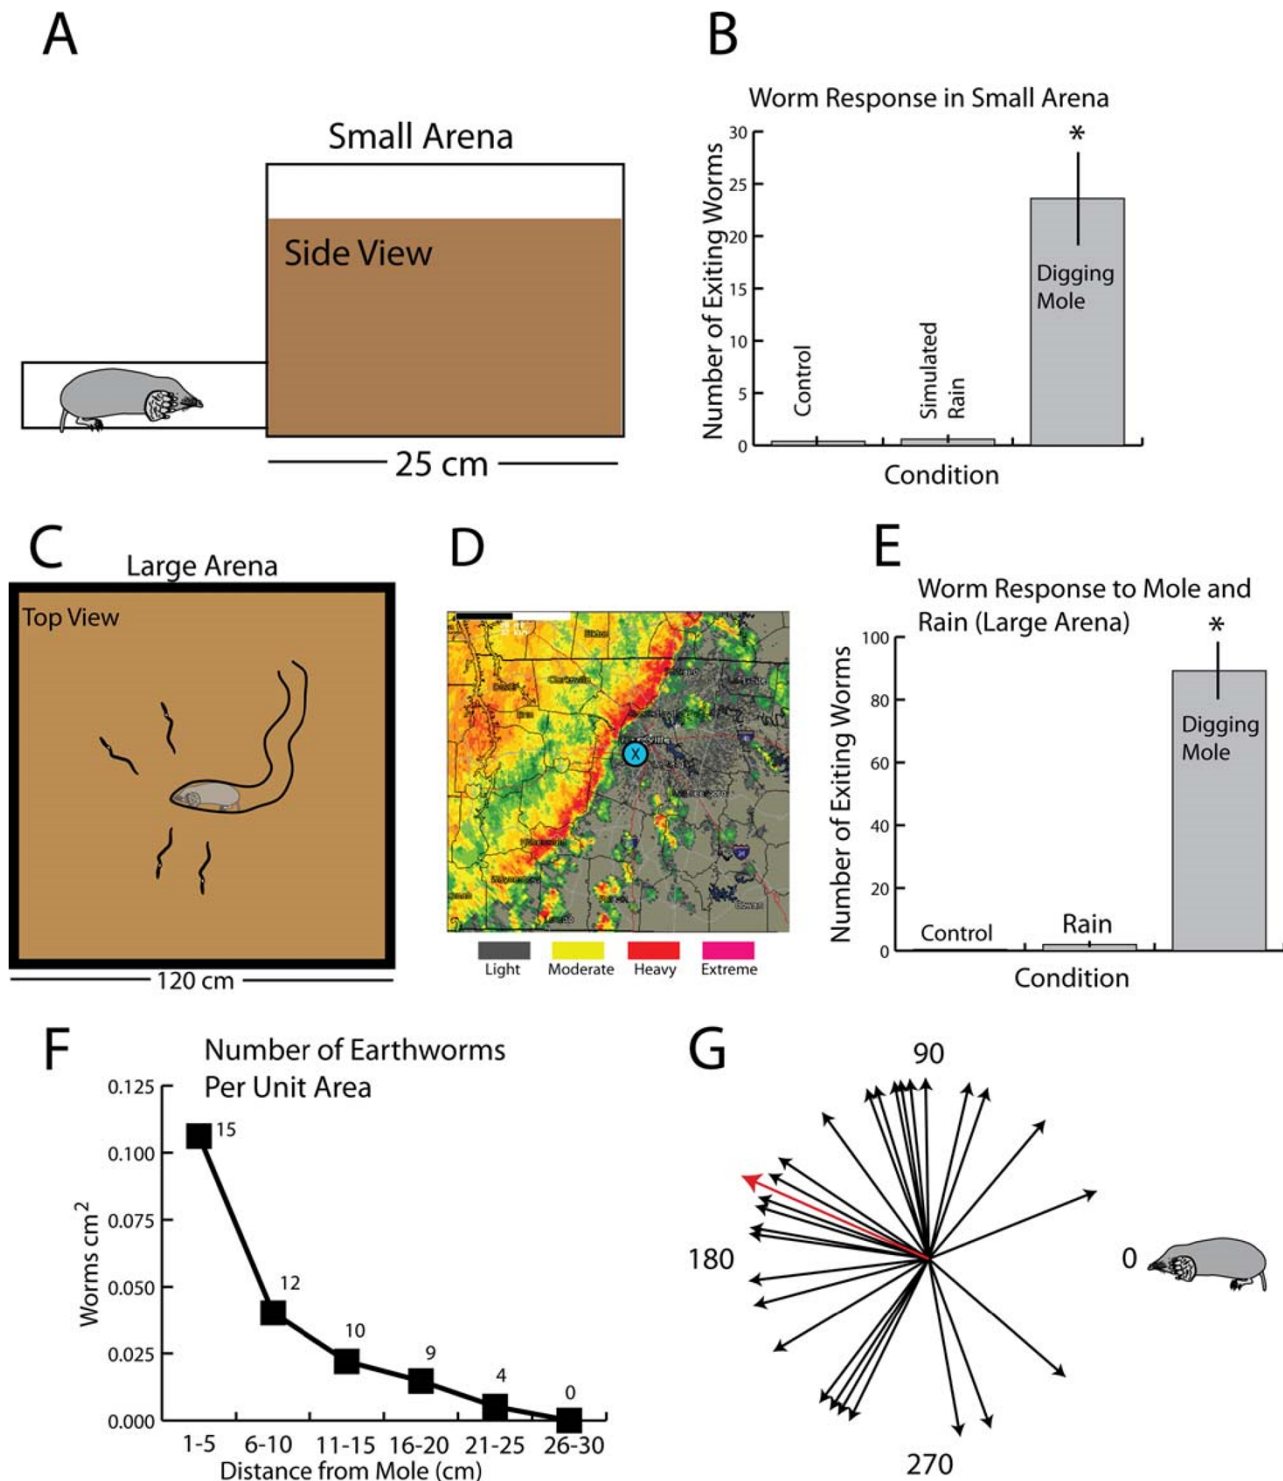 A
Small Arena
Side View
25 cm
B
Worm Response in Small Arena
Number of Exiting Worms
30
25
20
15
10
5
0
Control
Simulated
Rain
*
Digging
Mole
Condition
C
Large Arena
Top View
120 cm
D
Clarksville
X
Light
Moderate
Heavy
Extreme
E
Worm Response to Mole and
Rain (Large Arena)
Number of Exiting Worms
100
80
60
40
20
0
Control
Rain
*
Digging
Mole
Condition
F
Number of Earthworms
Per Unit Area
Worms cm2
0.125
0.100
0.075
0.050
0.025
0.000
15
12
10
9
4
0
1-5
6-10
11-15
16-20
21-25
26-30
Distance from Mole (cm)
G
90
180
0
270